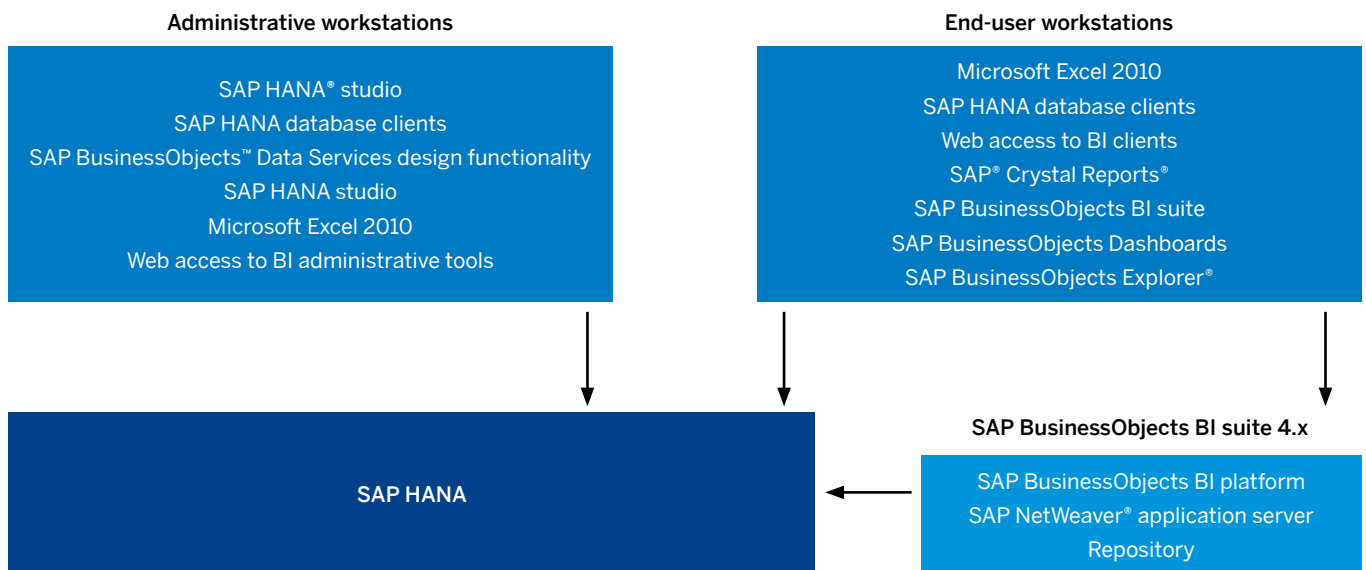 Administrative workstations
SAP HANA® studio
SAP HANA database clients
SAP BusinessObjects™ Data Services design functionality
SAP HANA studio
Microsoft Excel 2010
Web access to BI administrative tools
End-user workstations
Microsoft Excel 2010
SAP HANA database clients
Web access to BI clients
SAP® Crystal Reports®
SAP BusinessObjects BI suite
SAP BusinessObjects Dashboards
SAP BusinessObjects Explorer®
SAP HANA
SAP BusinessObjects BI suite 4.x
SAP BusinessObjects BI platform
SAP NetWeaver® application server
Repository